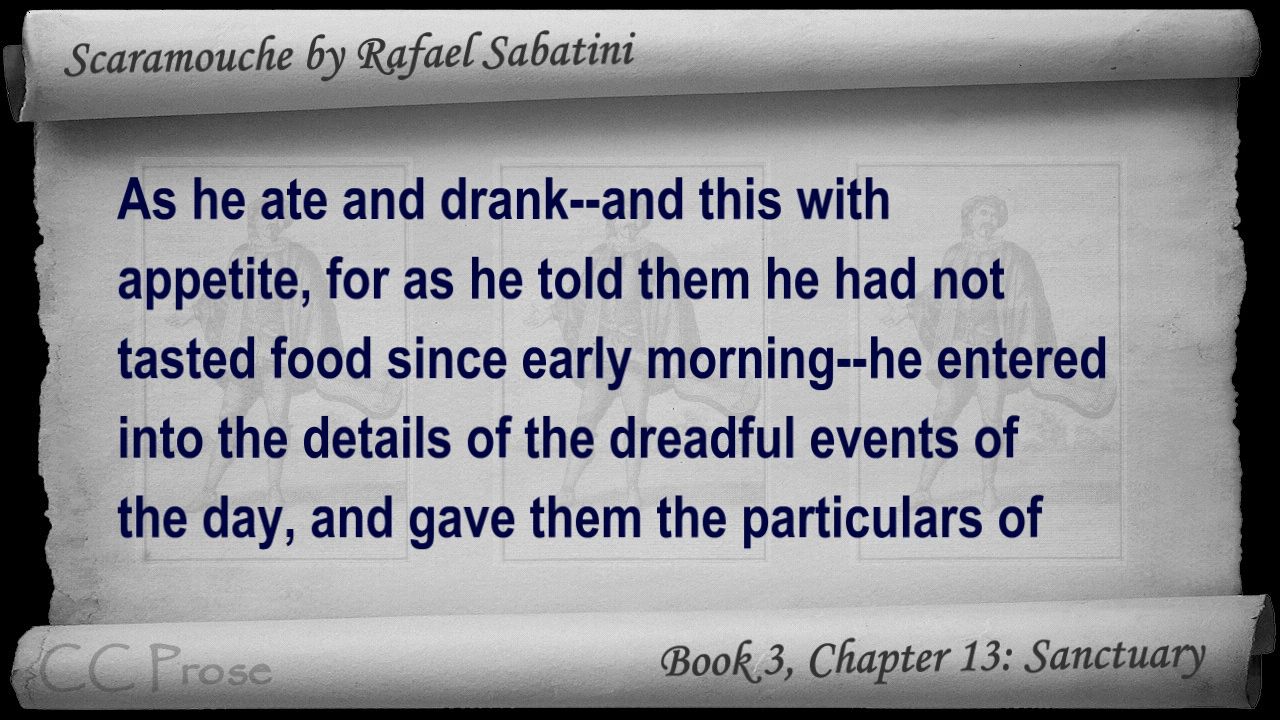 Scaramouche by Rafael Sabatini
As he ate and drank--and this with
appetite, for as he told them he had not
tasted food since early morning--he entered
into the details of the dreadful events of
the day, and gave them the particulars of
CC Prose
Book 3, Chapter 13: Sanctuary